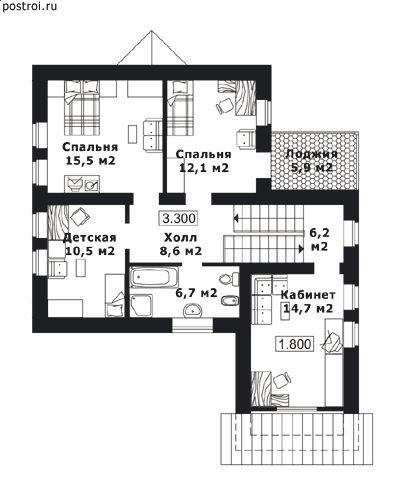 postroi.ru
Спальня
15,5 м2
Спальня
12,1 м2
Лоджия
5,9 м2
3.300
6,2
м2
Детская
10,5 м2
Холл
8,6 м2
6,7 м2
Кабинет
14,7 м2
1.800